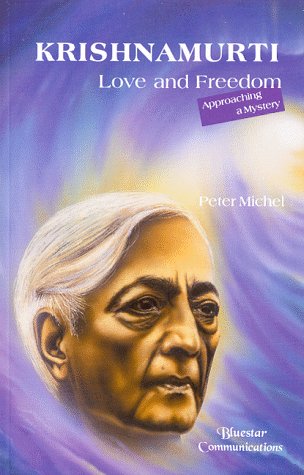 KRISHNAMURTI
Love and Freedom
Approaching
a Mystery
Peter Michel
Bluestar
Communications